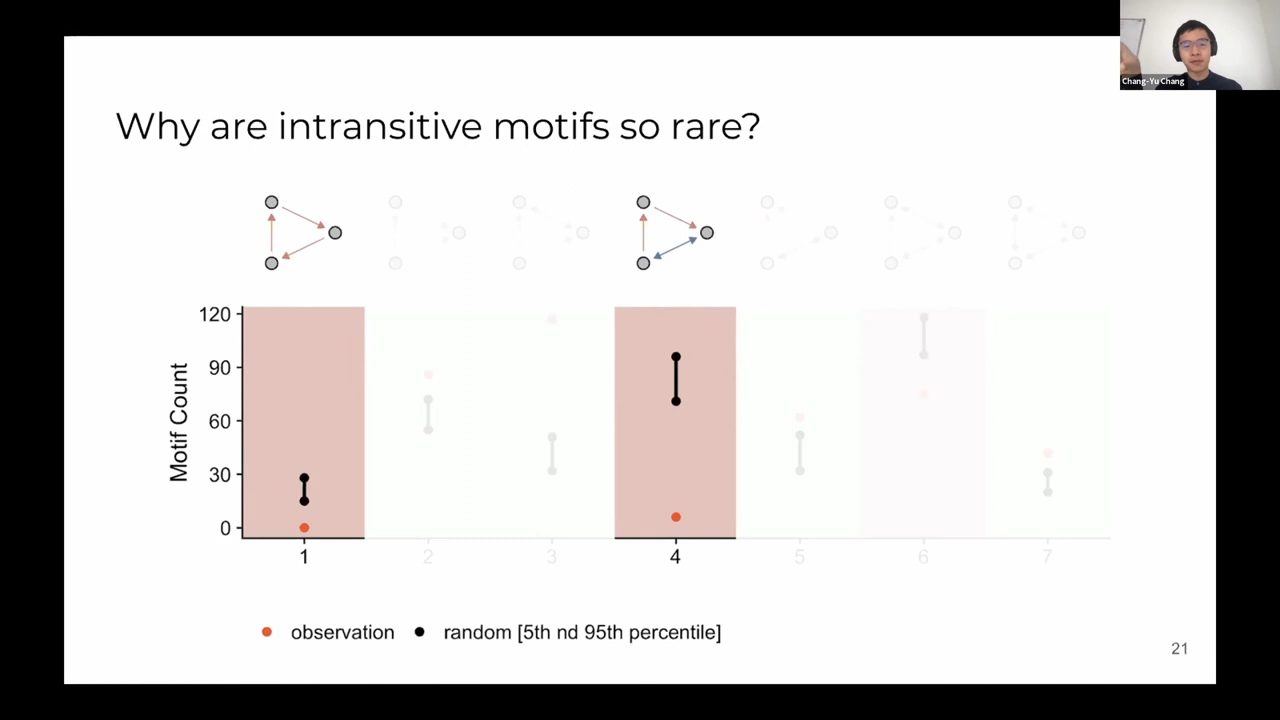 Chang-Yu Chang
Why are intransitive motifs so rare?
120
90
60
30
0
Motif Count
1 2 3 4 5 6 7
observation random [5th nd 95th percentile]
21